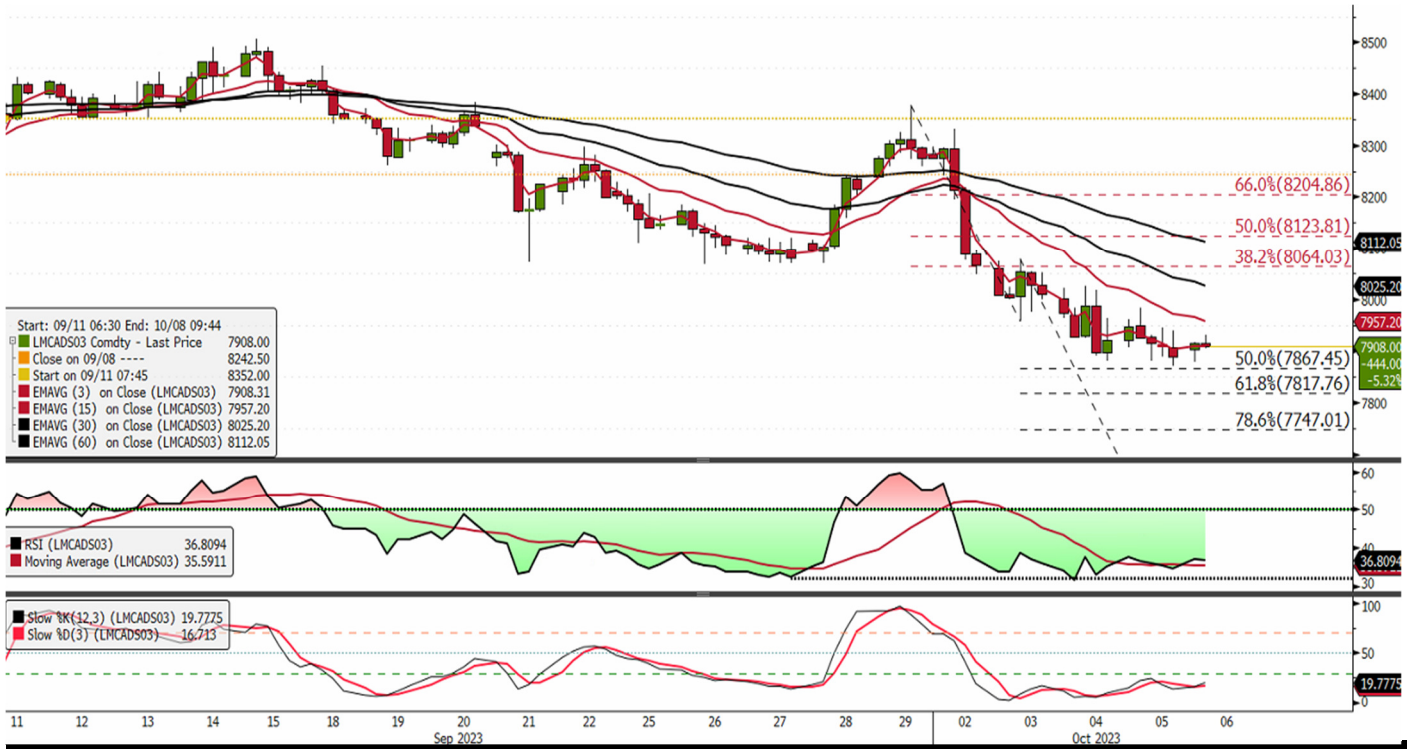 8500
8400
8300
8200
8112.05
8025.20
8000
7957.20
7908.00
-444.00
-5.32%
7800
66.0%(8204.86)
50.0%(8123.81)
38.2%(8064.03)
50.0%(7867.45)
61.8%(7817.76)
78.6%(7747.01)
Start: 09/11 06:30 End: 10/08 09:44
LMCADS03 Comdty - Last Price 7908.00
Close on 09/08 ---- 8242.50
Start on 09/11 07:45 8352.00
EMAVG (3) on Close (LMCADS03) 7908.31
EMAVG (15) on Close (LMCADS03) 7957.20
EMAVG (30) on Close (LMCADS03) 8025.20
EMAVG (60) on Close (LMCADS03) 8112.05
60
50
40
36.8094
30
RSI (LMCADS03) 36.8094
Moving Average (LMCADS03) 35.5911
100
50
19.7775
0
Slow %K(12,3) (LMCADS03) 19.7775
Slow %D(3) (LMCADS03) 16.713
11 12 13 14 15 18 19 20 21 22 25 26 27 28 29 02 03 04 05 06
Sep 2023 Oct 2023